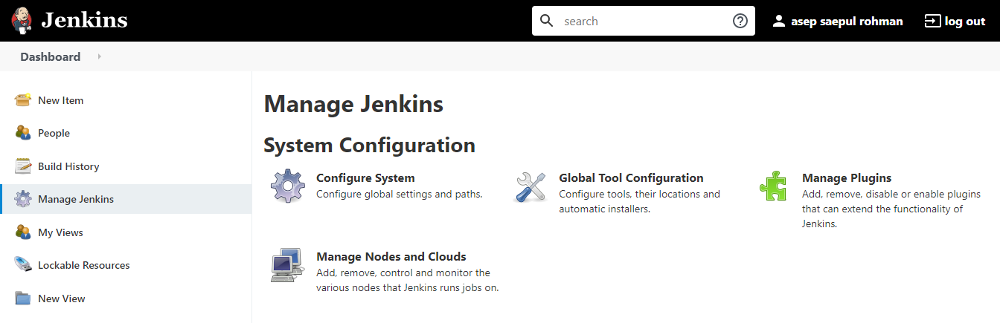 Jenkins
search
asep saepul rohman
log out
Dashboard
New Item
People
Build History
Manage Jenkins
My Views
Lockable Resources
New View
Manage Jenkins
System Configuration
Configure System
Configure global settings and paths.
Global Tool Configuration
Configure tools, their locations and
automatic installers.
Manage Plugins
Add, remove, disable or enable plugins
that can extend the functionality of
Jenkins.
Manage Nodes and Clouds
Add, remove, control and monitor the
various nodes that Jenkins runs jobs on.